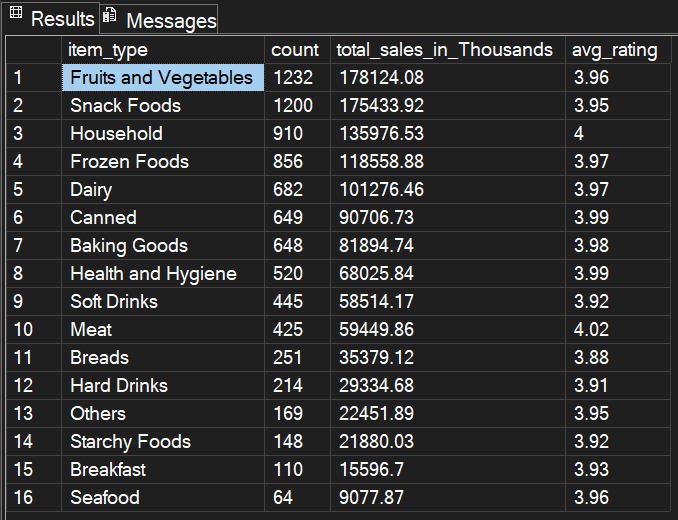 Results Messages
item_type count total_sales_in_Thousands avg_rating
1 Fruits and Vegetables 1232 178124.08 3.96
2 Snack Foods 1200 175433.92 3.95
3 Household 910 135976.53 4
4 Frozen Foods 856 118558.88 3.97
5 Dairy 682 101276.46 3.97
6 Canned 649 90706.73 3.99
7 Baking Goods 648 81894.74 3.98
8 Health and Hygiene 520 68025.84 3.99
9 Soft Drinks 445 58514.17 3.92
10 Meat 425 59449.86 4.02
11 Breads 251 35379.12 3.88
12 Hard Drinks 214 29334.68 3.91
13 Others 169 22451.89 3.95
14 Starchy Foods 148 21880.03 3.92
15 Breakfast 110 15596.7 3.93
16 Seafood 64 9077.87 3.96